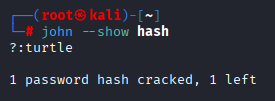 ┌──(root㉿kali)-[~]
└─# john --show hash
?:turtle
1 password hash cracked, 1 left